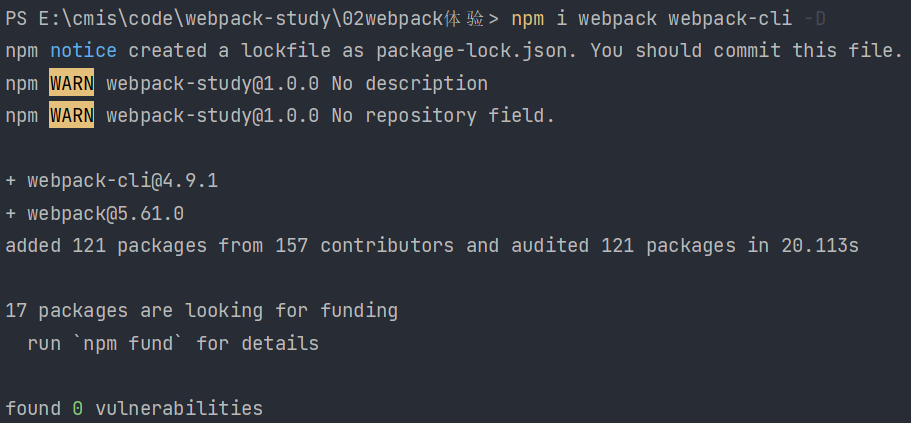 PS E:\cmis\code\webpack-study\02webpack体验> npm i webpack webpack-cli -D
npm notice created a lockfile as package-lock.json. You should commit this file.
npm WARN webpack-study@1.0.0 No description
npm WARN webpack-study@1.0.0 No repository field.
+ webpack-cli@4.9.1
+ webpack@5.61.0
added 121 packages from 157 contributors and audited 121 packages in 20.113s
17 packages are looking for funding
run `npm fund` for details
found 0 vulnerabilities